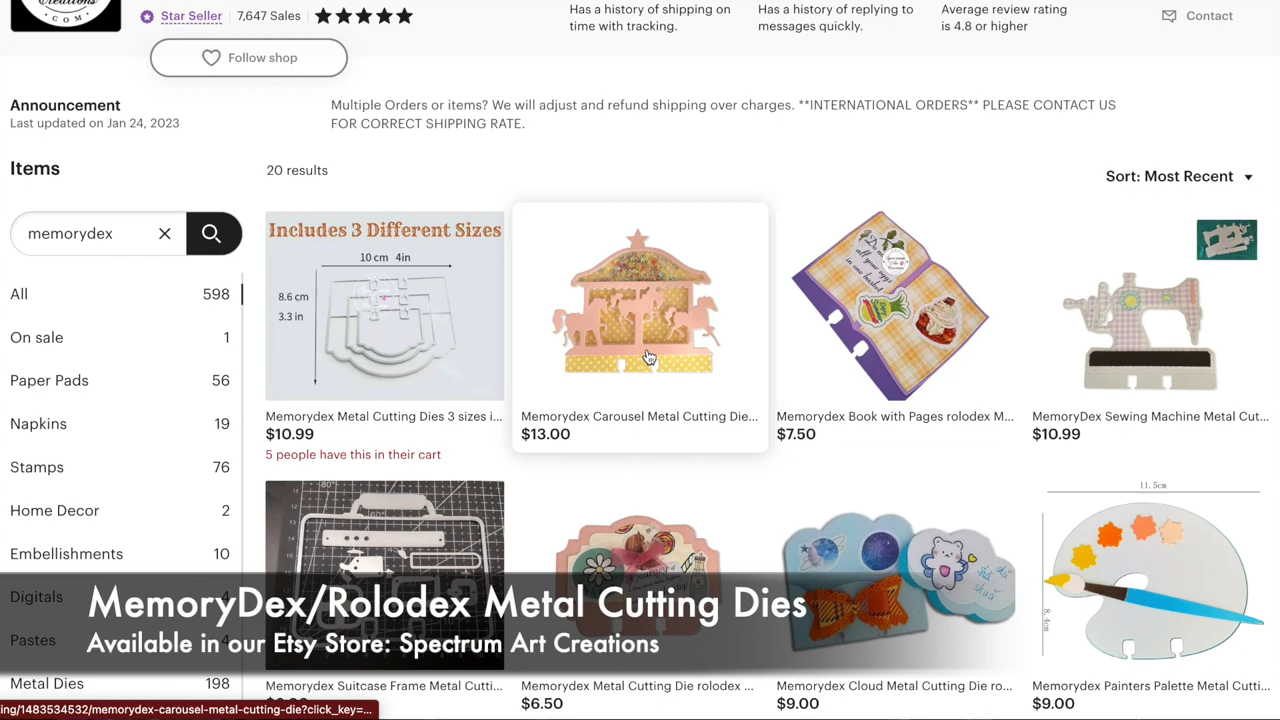 Creations
.COM
Star Seller 7,647 Sales
Follow shop
Has a history of shipping on
time with tracking.
Has a history of replying to
messages quickly.
Average review rating
is 4.8 or higher
Contact
Announcement
Last updated on Jan 24, 2023
Multiple Orders or items? We will adjust and refund shipping over charges. **INTERNATIONAL ORDERS** PLEASE CONTACT US
FOR CORRECT SHIPPING RATE.
Items
20 results
Sort: Most Recent
memorydex
All 598
On sale 1
Paper Pads 56
Napkins 19
Stamps 76
Home Decor 2
Embellishments 10
Digitals 4
Pastes 4
Metal Dies 198
Includes 3 Different Sizes
10 cm 4in
8.6 cm
3.3 in
Memorydex Metal Cutting Dies 3 sizes i...
$10.99
5 people have this in their cart
Memorydex Carousel Metal Cutting Die...
$13.00
Memorydex Book with Pages rolodex M...
$7.50
MemoryDex Sewing Machine Metal Cut...
$10.99
11.5cm
8.4cm
MemoryDex/Rolodex Metal Cutting Dies
Available in our Etsy Store: Spectrum Art Creations
Memorydex Suitcase Frame Metal Cutti...
Memorydex Metal Cutting Die rolodex ...
$6.50
Memorydex Cloud Metal Cutting Die ro...
$9.00
Memorydex Painters Palette Metal Cutti...
$9.00
ing/1483534532/memorydex-carousel-metal-cutting-die?click_key=...